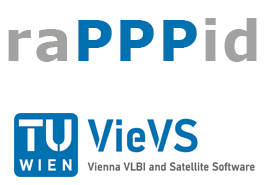 raPPPid
TU
WIEN
VieVS
Vienna VLBI and Satellite Software